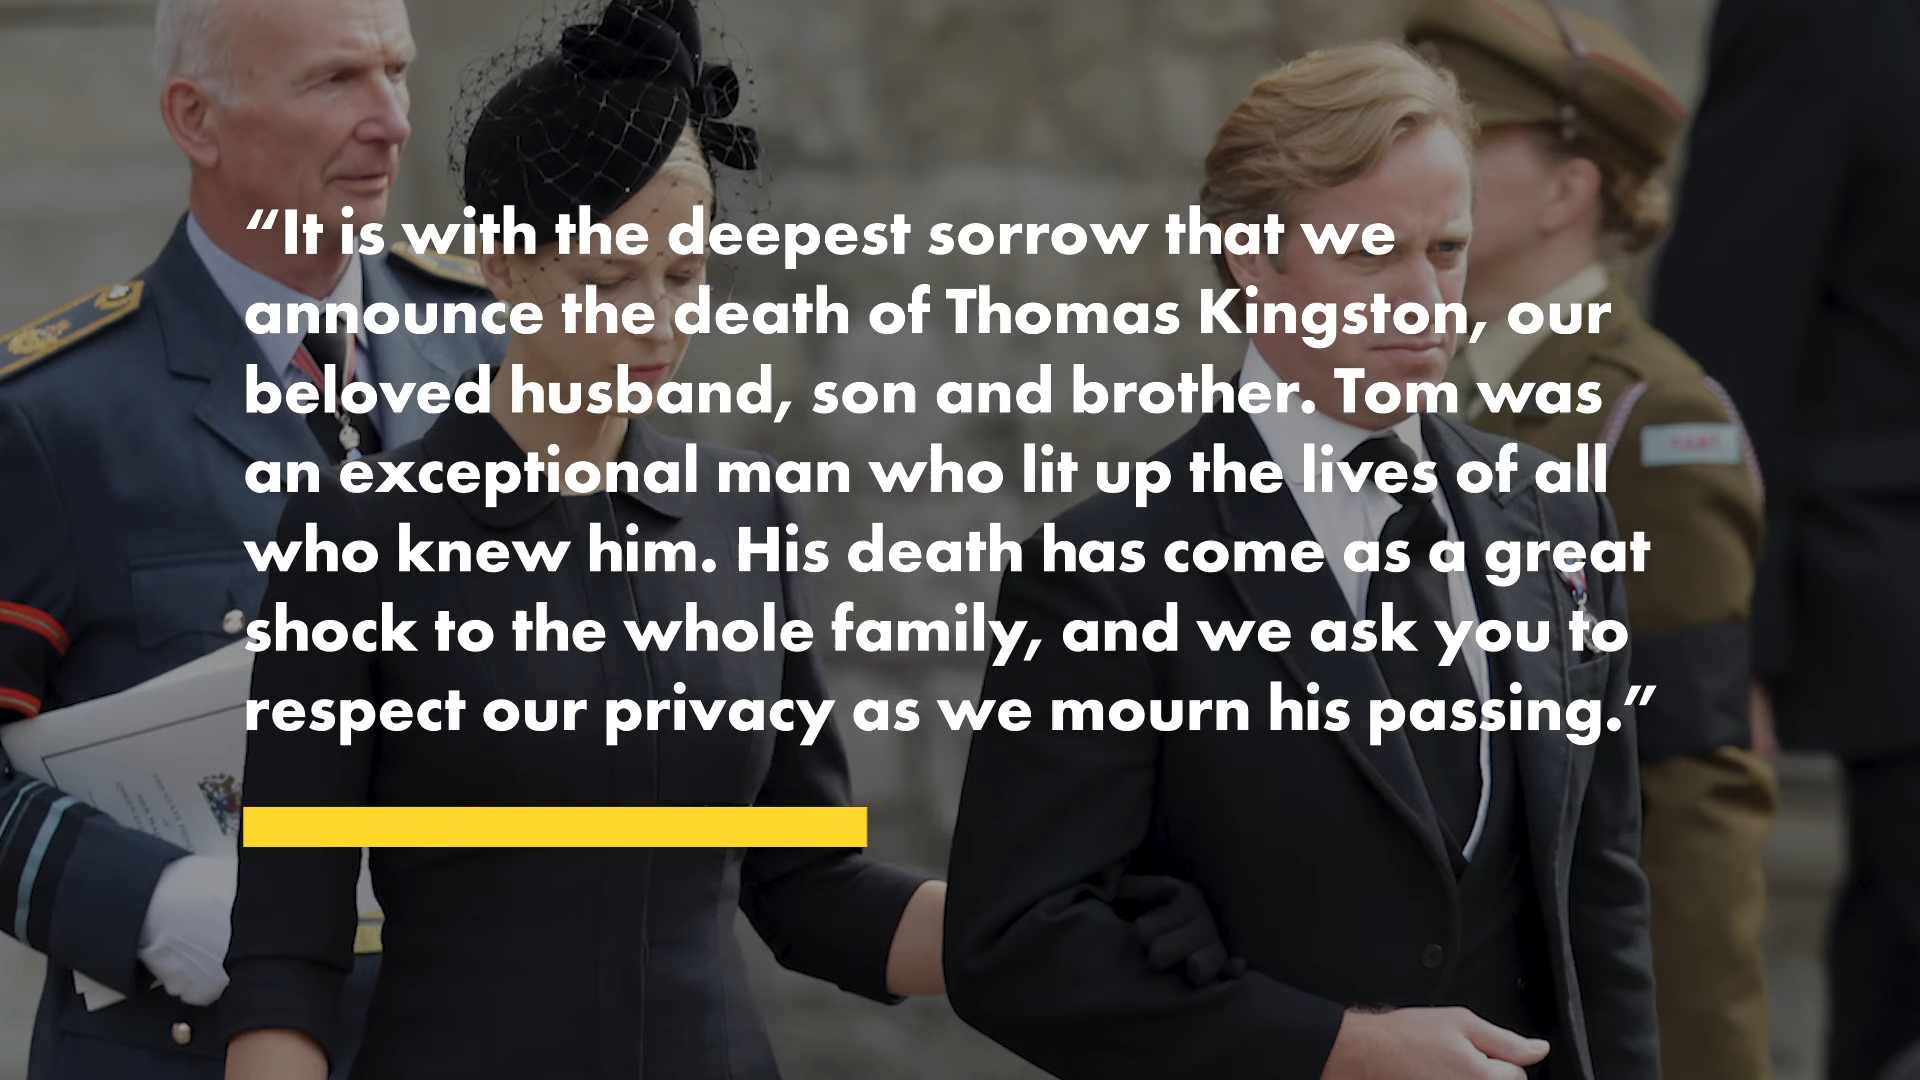 “It is with the deepest sorrow that we
announce the death of Thomas Kingston, our
beloved husband, son and brother. Tom was
an exceptional man who lit up the lives of all
who knew him. His death has come as a great
shock to the whole family, and we ask you to
respect our privacy as we mourn his passing.”